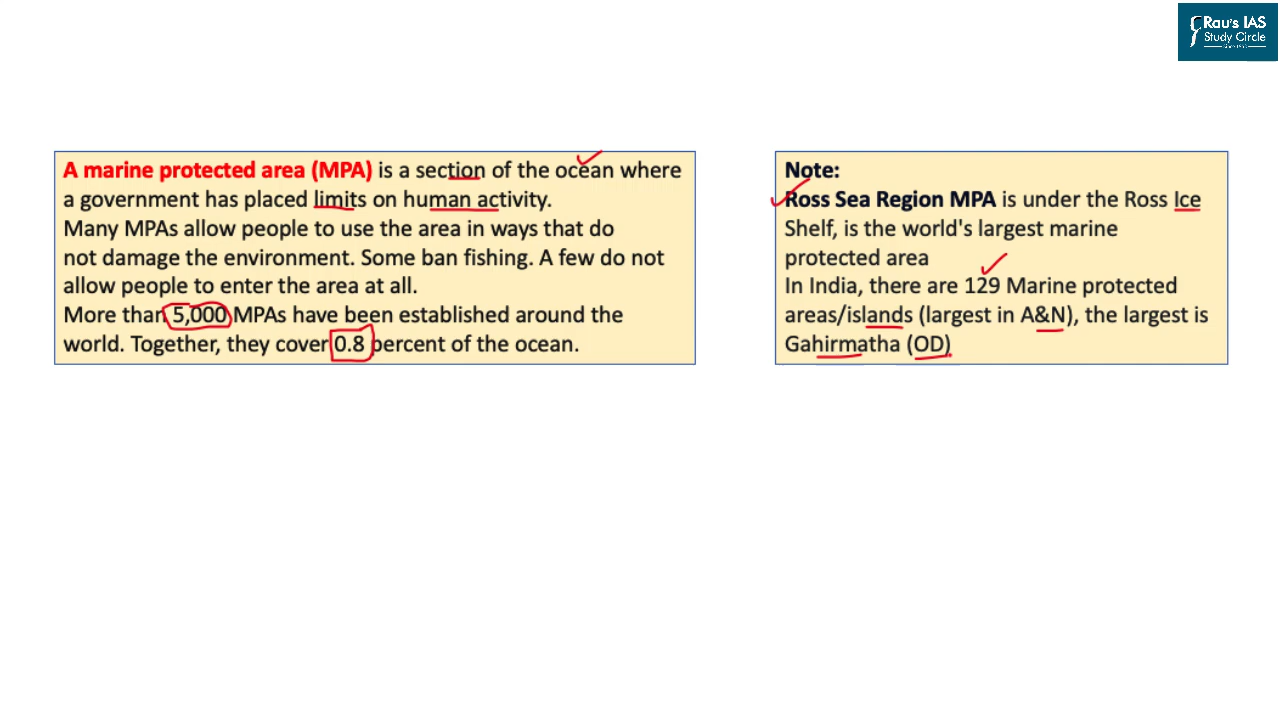 Rau's IAS
Study Circle
A marine protected area (MPA) is a section of the ocean where
a government has placed limits on human activity.
Many MPAs allow people to use the area in ways that do
not damage the environment. Some ban fishing. A few do not
allow people to enter the area at all.
More than 5,000 MPAs have been established around the
world. Together, they cover 0.8 percent of the ocean.
Note:
Ross Sea Region MPA is under the Ross Ice
Shelf, is the world's largest marine
protected area
In India, there are 129 Marine protected
areas/islands (largest in A&N), the largest is
Gahirmatha (OD)